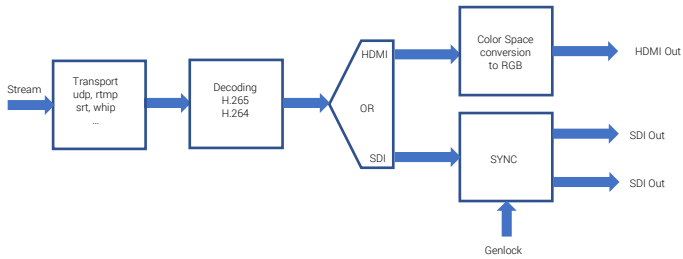 Stream
Transport
udp, rtmp
srt, whip
...
Decoding
H.265
H.264
HDMI
OR
SDI
Color Space
conversion
to RGB
HDMI Out
SYNC
SDI Out
SDI Out
Genlock